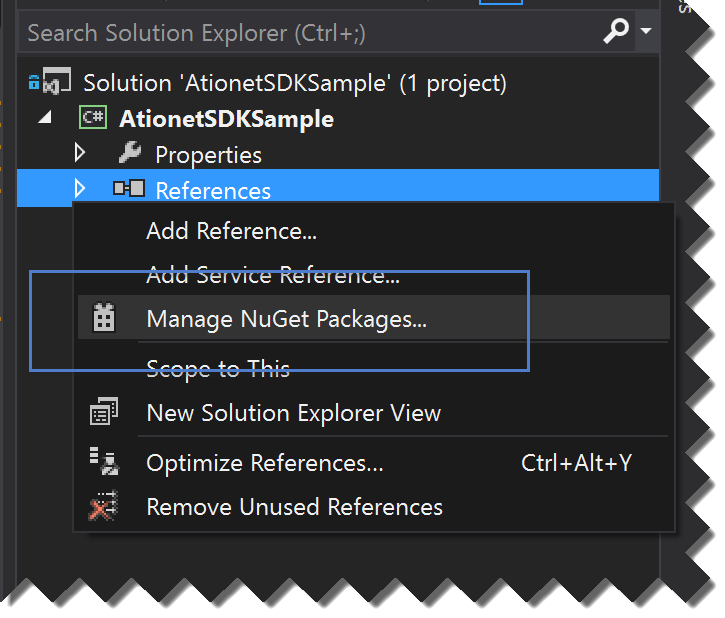 Search Solution Explorer (Ctrl+;)
Solution 'AtionetSDKSample' (1 project)
C# AtionetSDKSample
Properties
References
Add Reference...
Add Service Reference...
Manage NuGet Packages...
Scope to This
New Solution Explorer View
Optimize References... Ctrl+Alt+Y
Remove Unused References